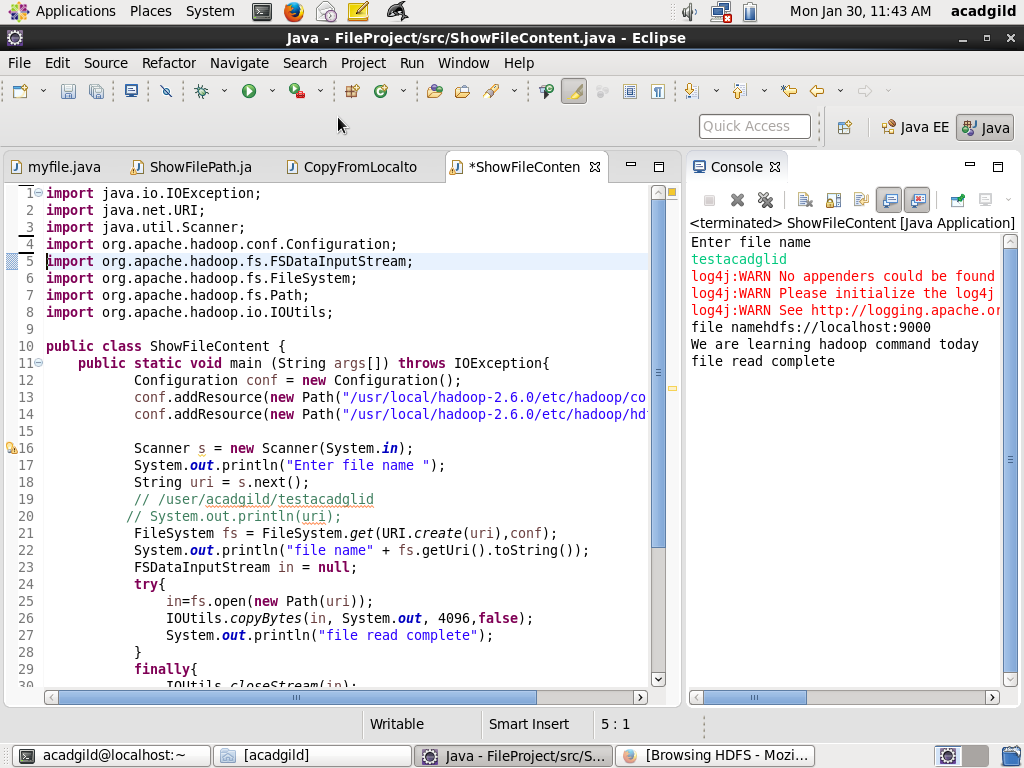 Applications Places System Mon Jan 30, 11:43 AM acadgild
Java - FileProject/src/ShowFileContent.java - Eclipse
File Edit Source Refactor Navigate Search Project Run Window Help
Quick Access Java EE Java
myfile.java ShowFilePath.ja CopyFromLocalto *ShowFileConten
1 import java.io.IOException;
2 import java.net.URI;
3 import java.util.Scanner;
4 import org.apache.hadoop.conf.Configuration;
5 import org.apache.hadoop.fs.FSDataInputStream;
6 import org.apache.hadoop.fs.FileSystem;
7 import org.apache.hadoop.fs.Path;
8 import org.apache.hadoop.io.IOUtils;
9
10 public class ShowFileContent {
11 public static void main (String args[]) throws IOException{
12 Configuration conf = new Configuration();
13 conf.addResource(new Path("/usr/local/hadoop-2.6.0/etc/hadoop/co
14 conf.addResource(new Path("/usr/local/hadoop-2.6.0/etc/hadoop/hd
15
16 Scanner s = new Scanner(System.in);
17 System.out.println("Enter file name ");
18 String uri = s.next();
19 // /user/acadgild/testacadglid
20 // System.out.println(uri);
21 FileSystem fs = FileSystem.get(URI.create(uri),conf);
22 System.out.println("file name" + fs.getUri().toString());
23 FSDataInputStream in = null;
24 try{
25 in=fs.open(new Path(uri));
26 IOUtils.copyBytes(in, System.out, 4096,false);
27 System.out.println("file read complete");
28 }
29 finally{
30 IOUtils.closeStream(in);
Console
<terminated> ShowFileContent [Java Application]
Enter file name
testacadglid
log4j:WARN No appenders could be found
log4j:WARN Please initialize the log4j
log4j:WARN See http://logging.apache.or
file namehdfs://localhost:9000
We are learning hadoop command today
file read complete
Writable Smart Insert 5 : 1
acadgild@localhost:~ [acadgild] Java - FileProject/src/S... [Browsing HDFS - Mozi...